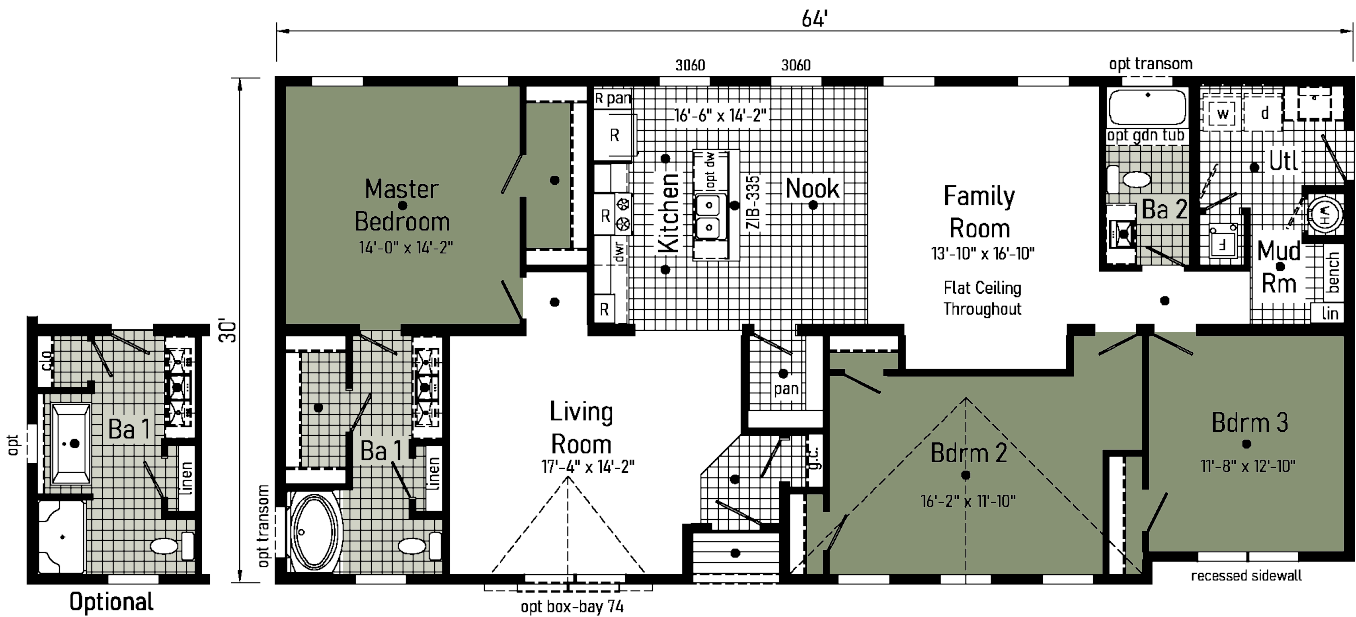 64'
3060
3060
opt transom
R pan
16'-6" x 14'-2"
w
d
R
opt gdn tub
opt dw
Utl
Master
Bedroom
14'-0" x 14'-2"
Kitchen
ZIB-335
Nook
Family
Room
13'-10" x 16'-10"
Ba 2
WH
R
dwr
F
Mud
Rm
bench
Flat Ceiling
Throughout
R
lin
30'
clo
opt
Ba 1
linen
Optional
pan
Living
Room
17'-4" x 14'-2"
Ba 1
linen
g.c.
Bdrm 2
16'-2" x 11'-10"
Bdrm 3
11'-8" x 12'-10"
opt transom
recessed sidewall
opt box-bay 74